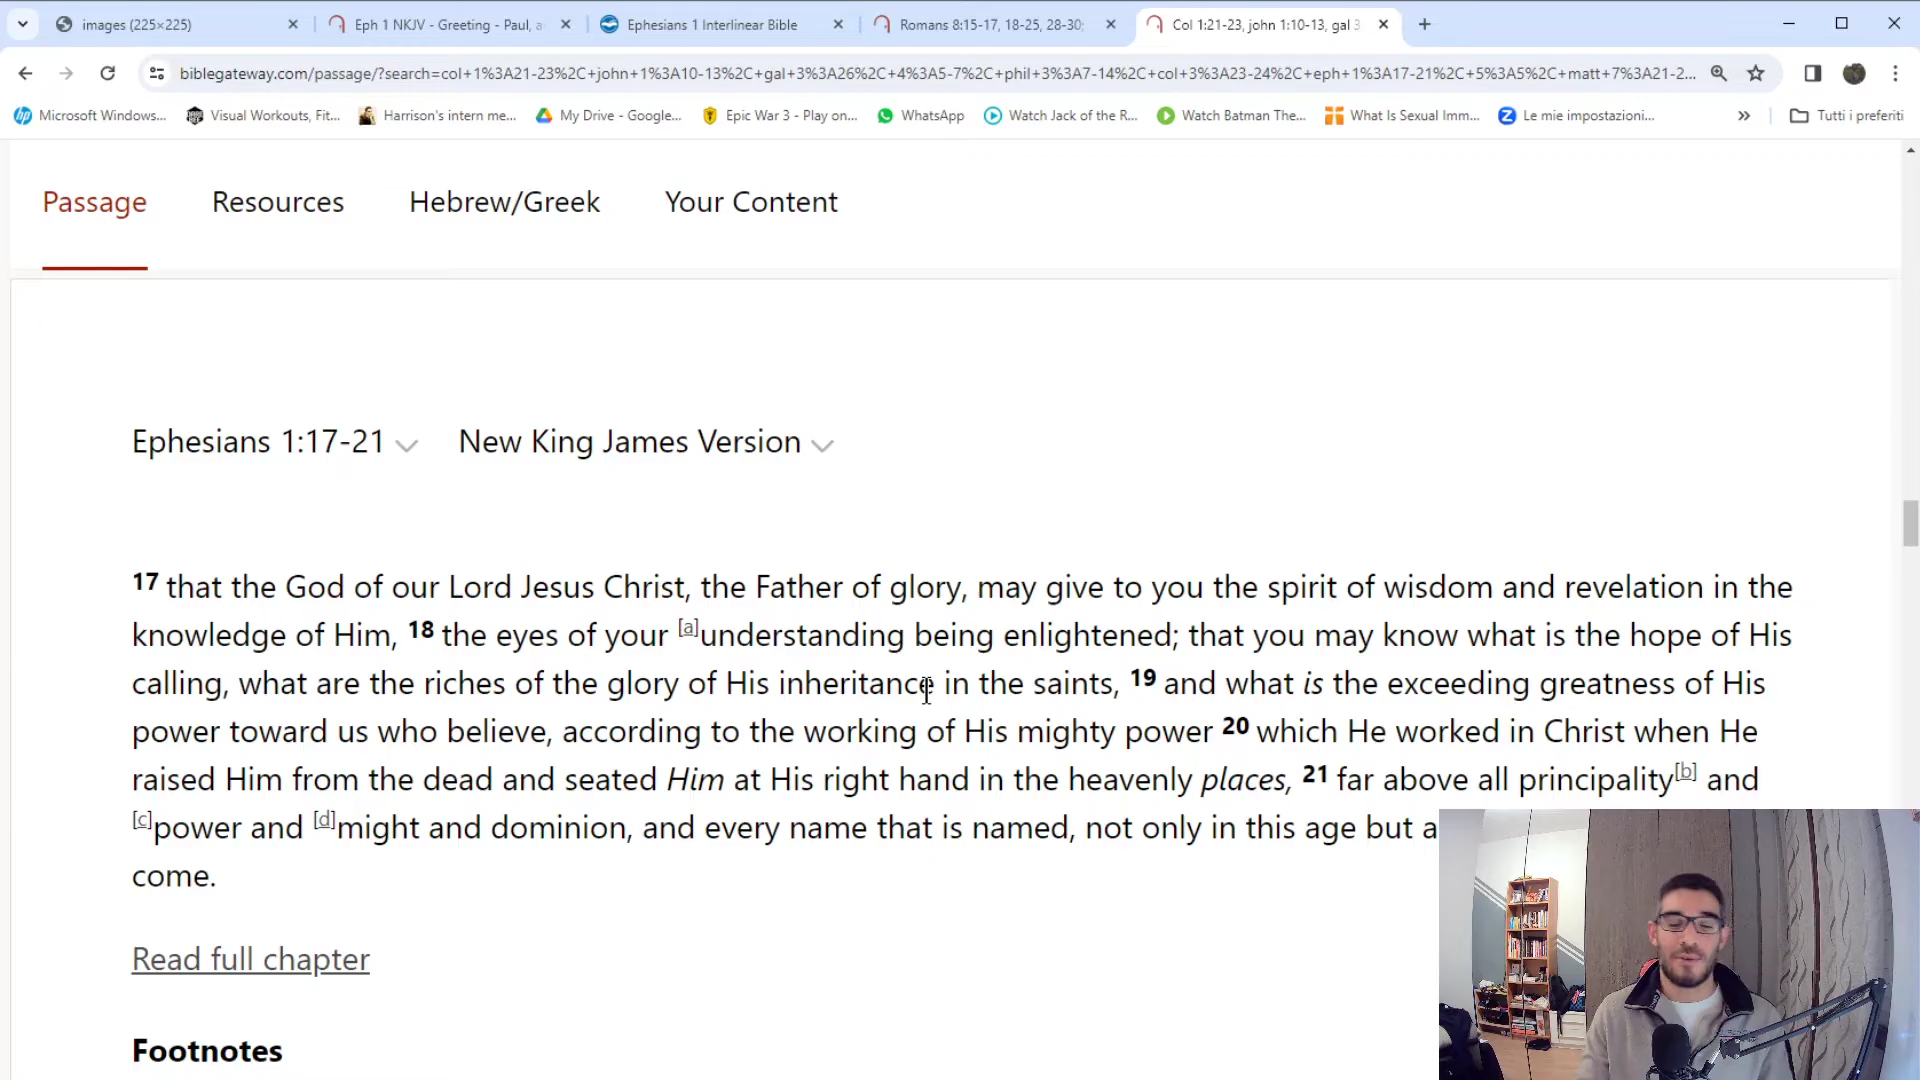 images (225×225)
Eph 1 NKJV - Greeting - Paul, a
Ephesians 1 Interlinear Bible
Romans 8:15-17, 18-25, 28-30;
Col 1:21-23, john 1:10-13, gal 3
biblegateway.com/passage/?search=col+1%3A21-23%2C+john+1%3A10-13%2C+gal+3%3A26%2C+4%3A5-7%2C+phil+3%3A7-14%2C+col+3%3A23-24%2C+eph+1%3A17-21%2C+5%3A5%2C+matt+7%3A21-2...
Microsoft Windows...
Visual Workouts, Fit...
Harrison's intern me...
My Drive - Google...
Epic War 3 - Play on...
WhatsApp
Watch Jack of the R...
Watch Batman The...
What Is Sexual Imm...
Le mie impostazioni...
Tutti i preferiti
Passage
Resources
Hebrew/Greek
Your Content
Ephesians 1:17-21
New King James Version
17 that the God of our Lord Jesus Christ, the Father of glory, may give to you the spirit of wisdom and revelation in the
knowledge of Him, 18 the eyes of your [a]understanding being enlightened; that you may know what is the hope of His
calling, what are the riches of the glory of His inheritance in the saints, 19 and what is the exceeding greatness of His
power toward us who believe, according to the working of His mighty power 20 which He worked in Christ when He
raised Him from the dead and seated Him at His right hand in the heavenly places, 21 far above all principality[b] and
[c]power and [d]might and dominion, and every name that is named, not only in this age but a
come.
Read full chapter
Footnotes